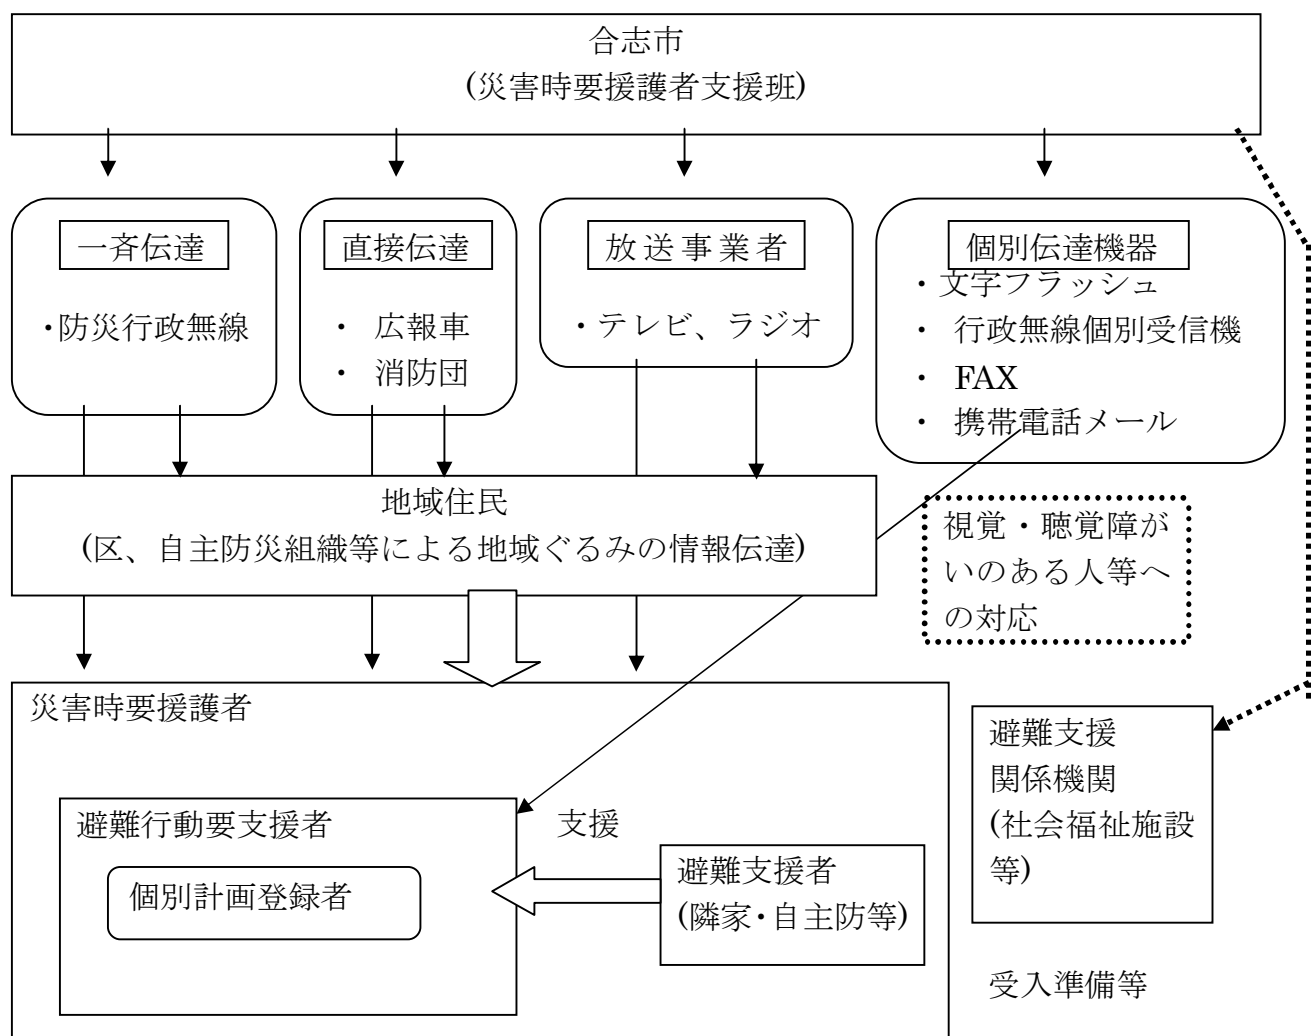 合志市
(災害時要援護者支援班)
一斉伝達
・防災行政無線
直接伝達
・ 広報車
・ 消防団
放送事業者
・テレビ、ラジオ
個別伝達機器
・文字フラッシュ
・ 行政無線個別受信機
・ FAX
・ 携帯電話メール
地域住民
(区、自主防災組織等による地域ぐるみの情報伝達)
視覚・聴覚障が
いのある人等へ
の対応
災害時要援護者
避難行動要支援者
個別計画登録者
支援
避難支援者
(隣家・自主防等)
避難支援
関係機関
(社会福祉施設
等)
受入準備等